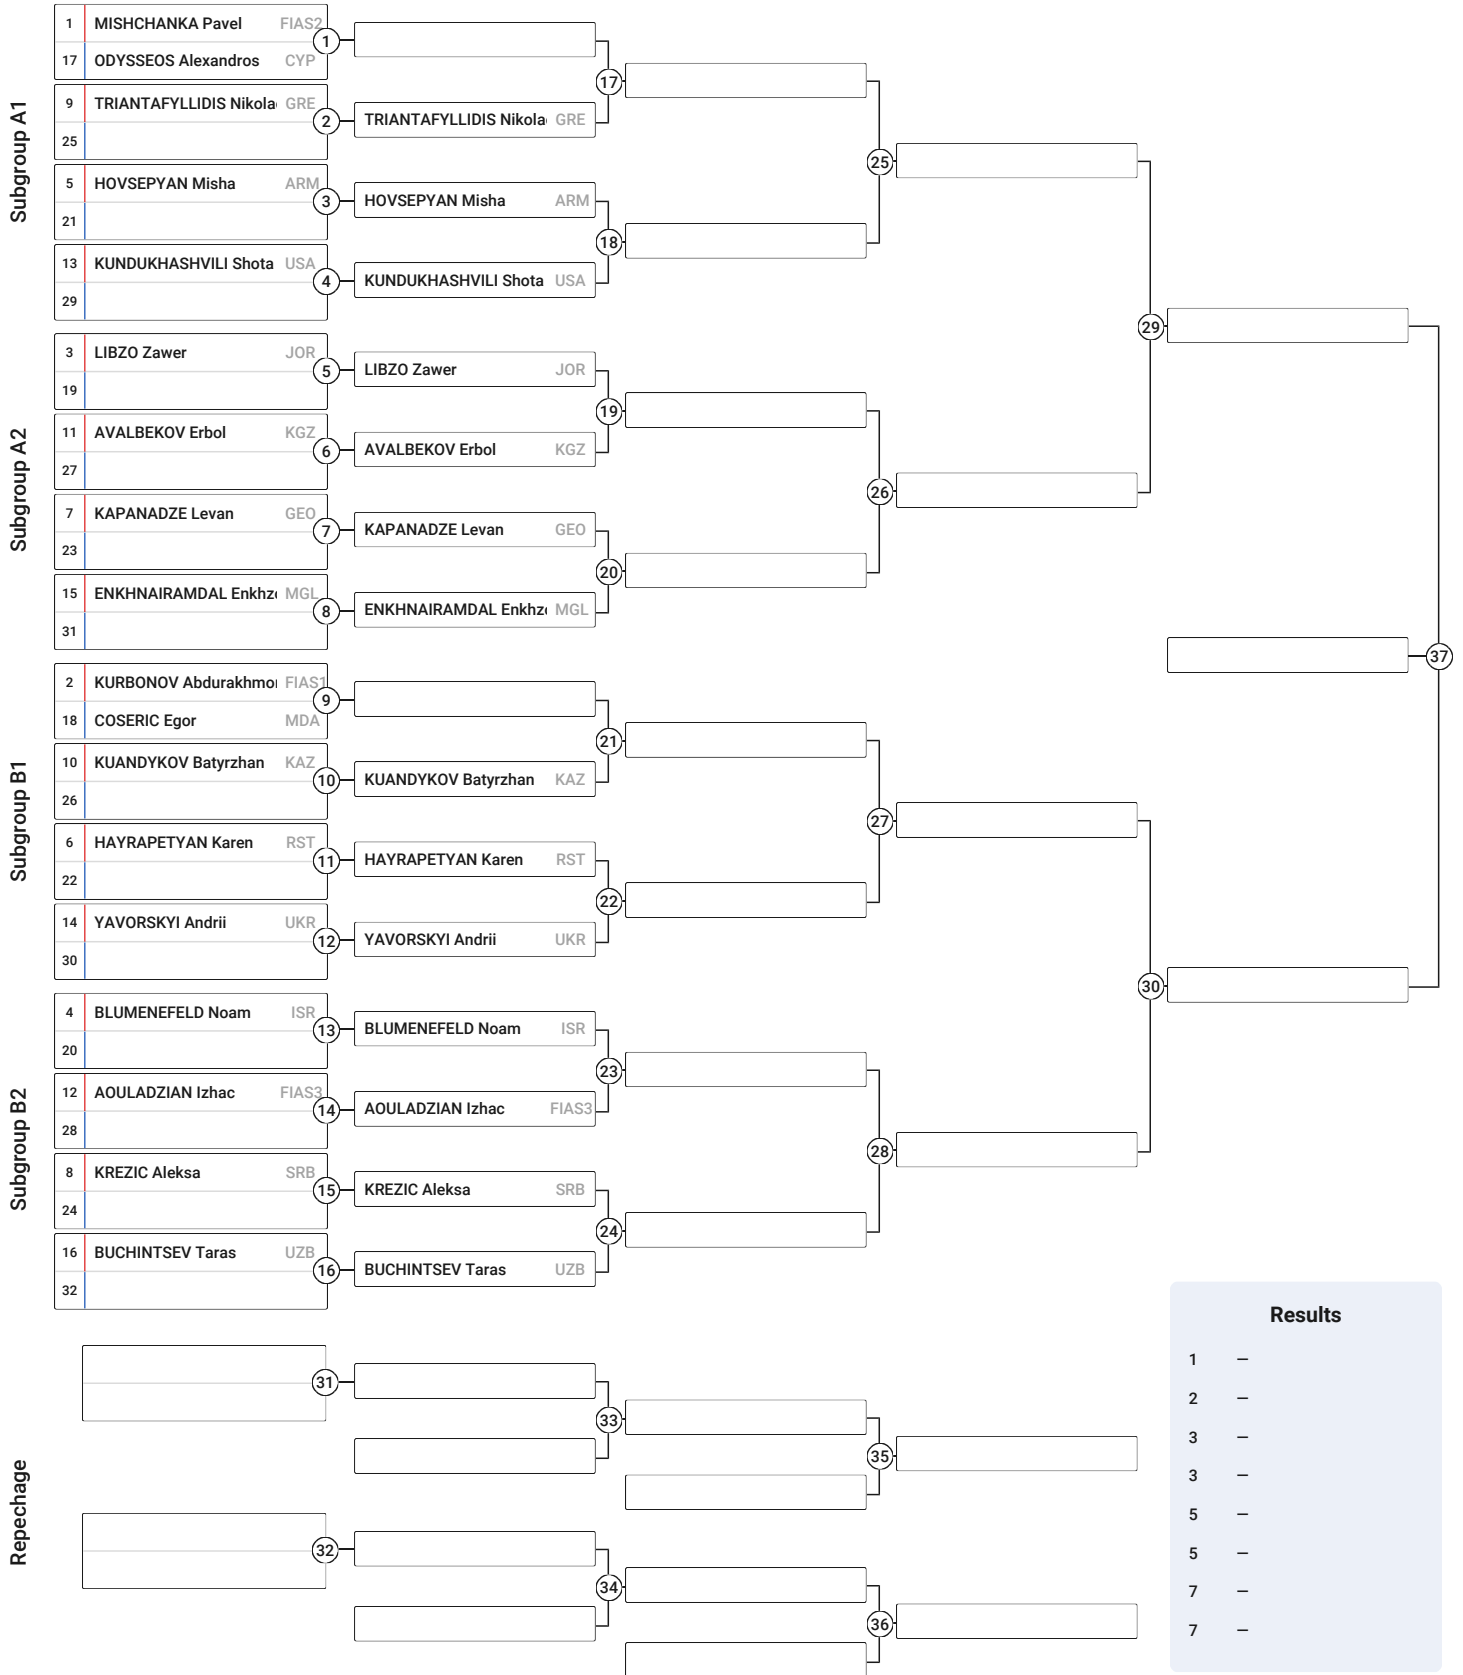 Subgroup A1
1 MISHCHANKA Pavel FIAS2
17 ODYSSEOS Alexandros CYP
1
9 TRIANTAFYLLIDIS Nikola GRE
25
2
TRIANTAFYLLIDIS Nikola GRE
17
5 HOVSEPYAN Misha ARM
21
3
HOVSEPYAN Misha ARM
13 KUNDUKHASHVILI Shota USA
29
4
KUNDUKHASHVILI Shota USA
18
25
Subgroup A2
3 LIBZO Zawer JOR
19
5
LIBZO Zawer JOR
11 AVALBEKOV Erbol KGZ
27
6
AVALBEKOV Erbol KGZ
19
7 KAPANADZE Levan GEO
23
7
KAPANADZE Levan GEO
15 ENKHNAIRAMDAL Enkhz MGL
31
8
ENKHNAIRAMDAL Enkhz MGL
20
26
29
Subgroup B1
2 KURBONOV Abdurakhmo FIAS1
18 COSERIC Egor MDA
9
10 KUANDYKOV Batyrzhan KAZ
26
10
KUANDYKOV Batyrzhan KAZ
21
6 HAYRAPETYAN Karen RST
22
11
HAYRAPETYAN Karen RST
14 YAVORSKYI Andrii UKR
30
12
YAVORSKYI Andrii UKR
22
27
Subgroup B2
4 BLUMENEFELD Noam ISR
20
13
BLUMENEFELD Noam ISR
12 AOULADZIAN Izhac FIAS3
28
14
AOULADZIAN Izhac FIAS3
23
8 KREZIC Aleksa SRB
24
15
KREZIC Aleksa SRB
16 BUCHINTSEV Taras UZB
32
16
BUCHINTSEV Taras UZB
24
28
30
37
Repechage
31
33
35
32
34
36
Results
1 –
2 –
3 –
3 –
5 –
5 –
7 –
7 –